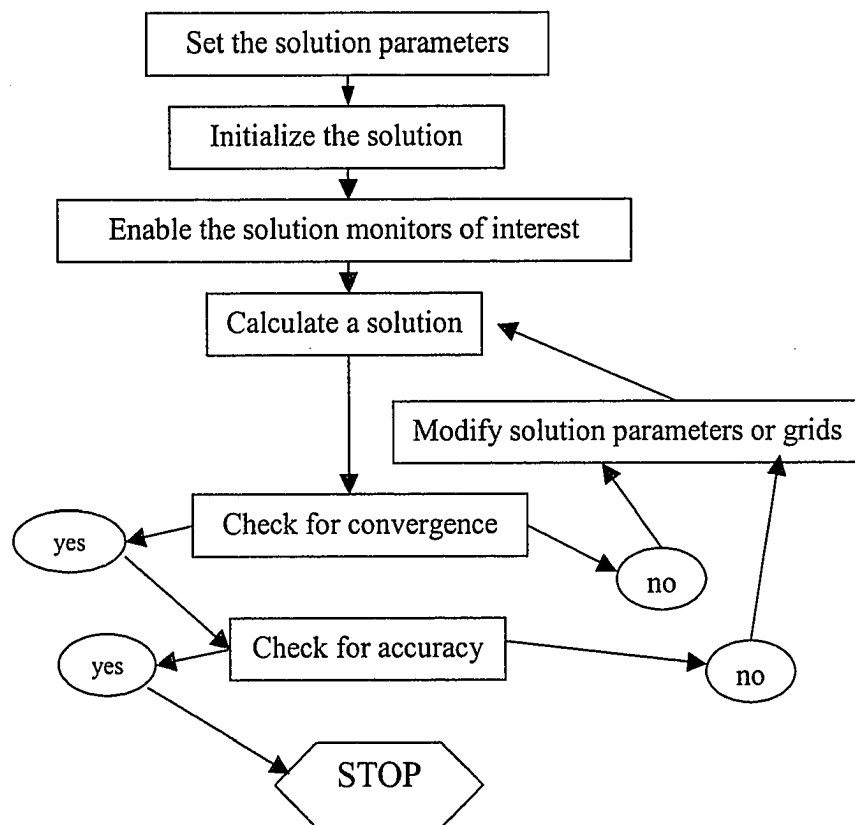 Set the solution parameters
Initialize the solution
Enable the solution monitors of interest
Calculate a solution
Modify solution parameters or grids
Check for convergence
yes
no
Check for accuracy
yes
no
STOP